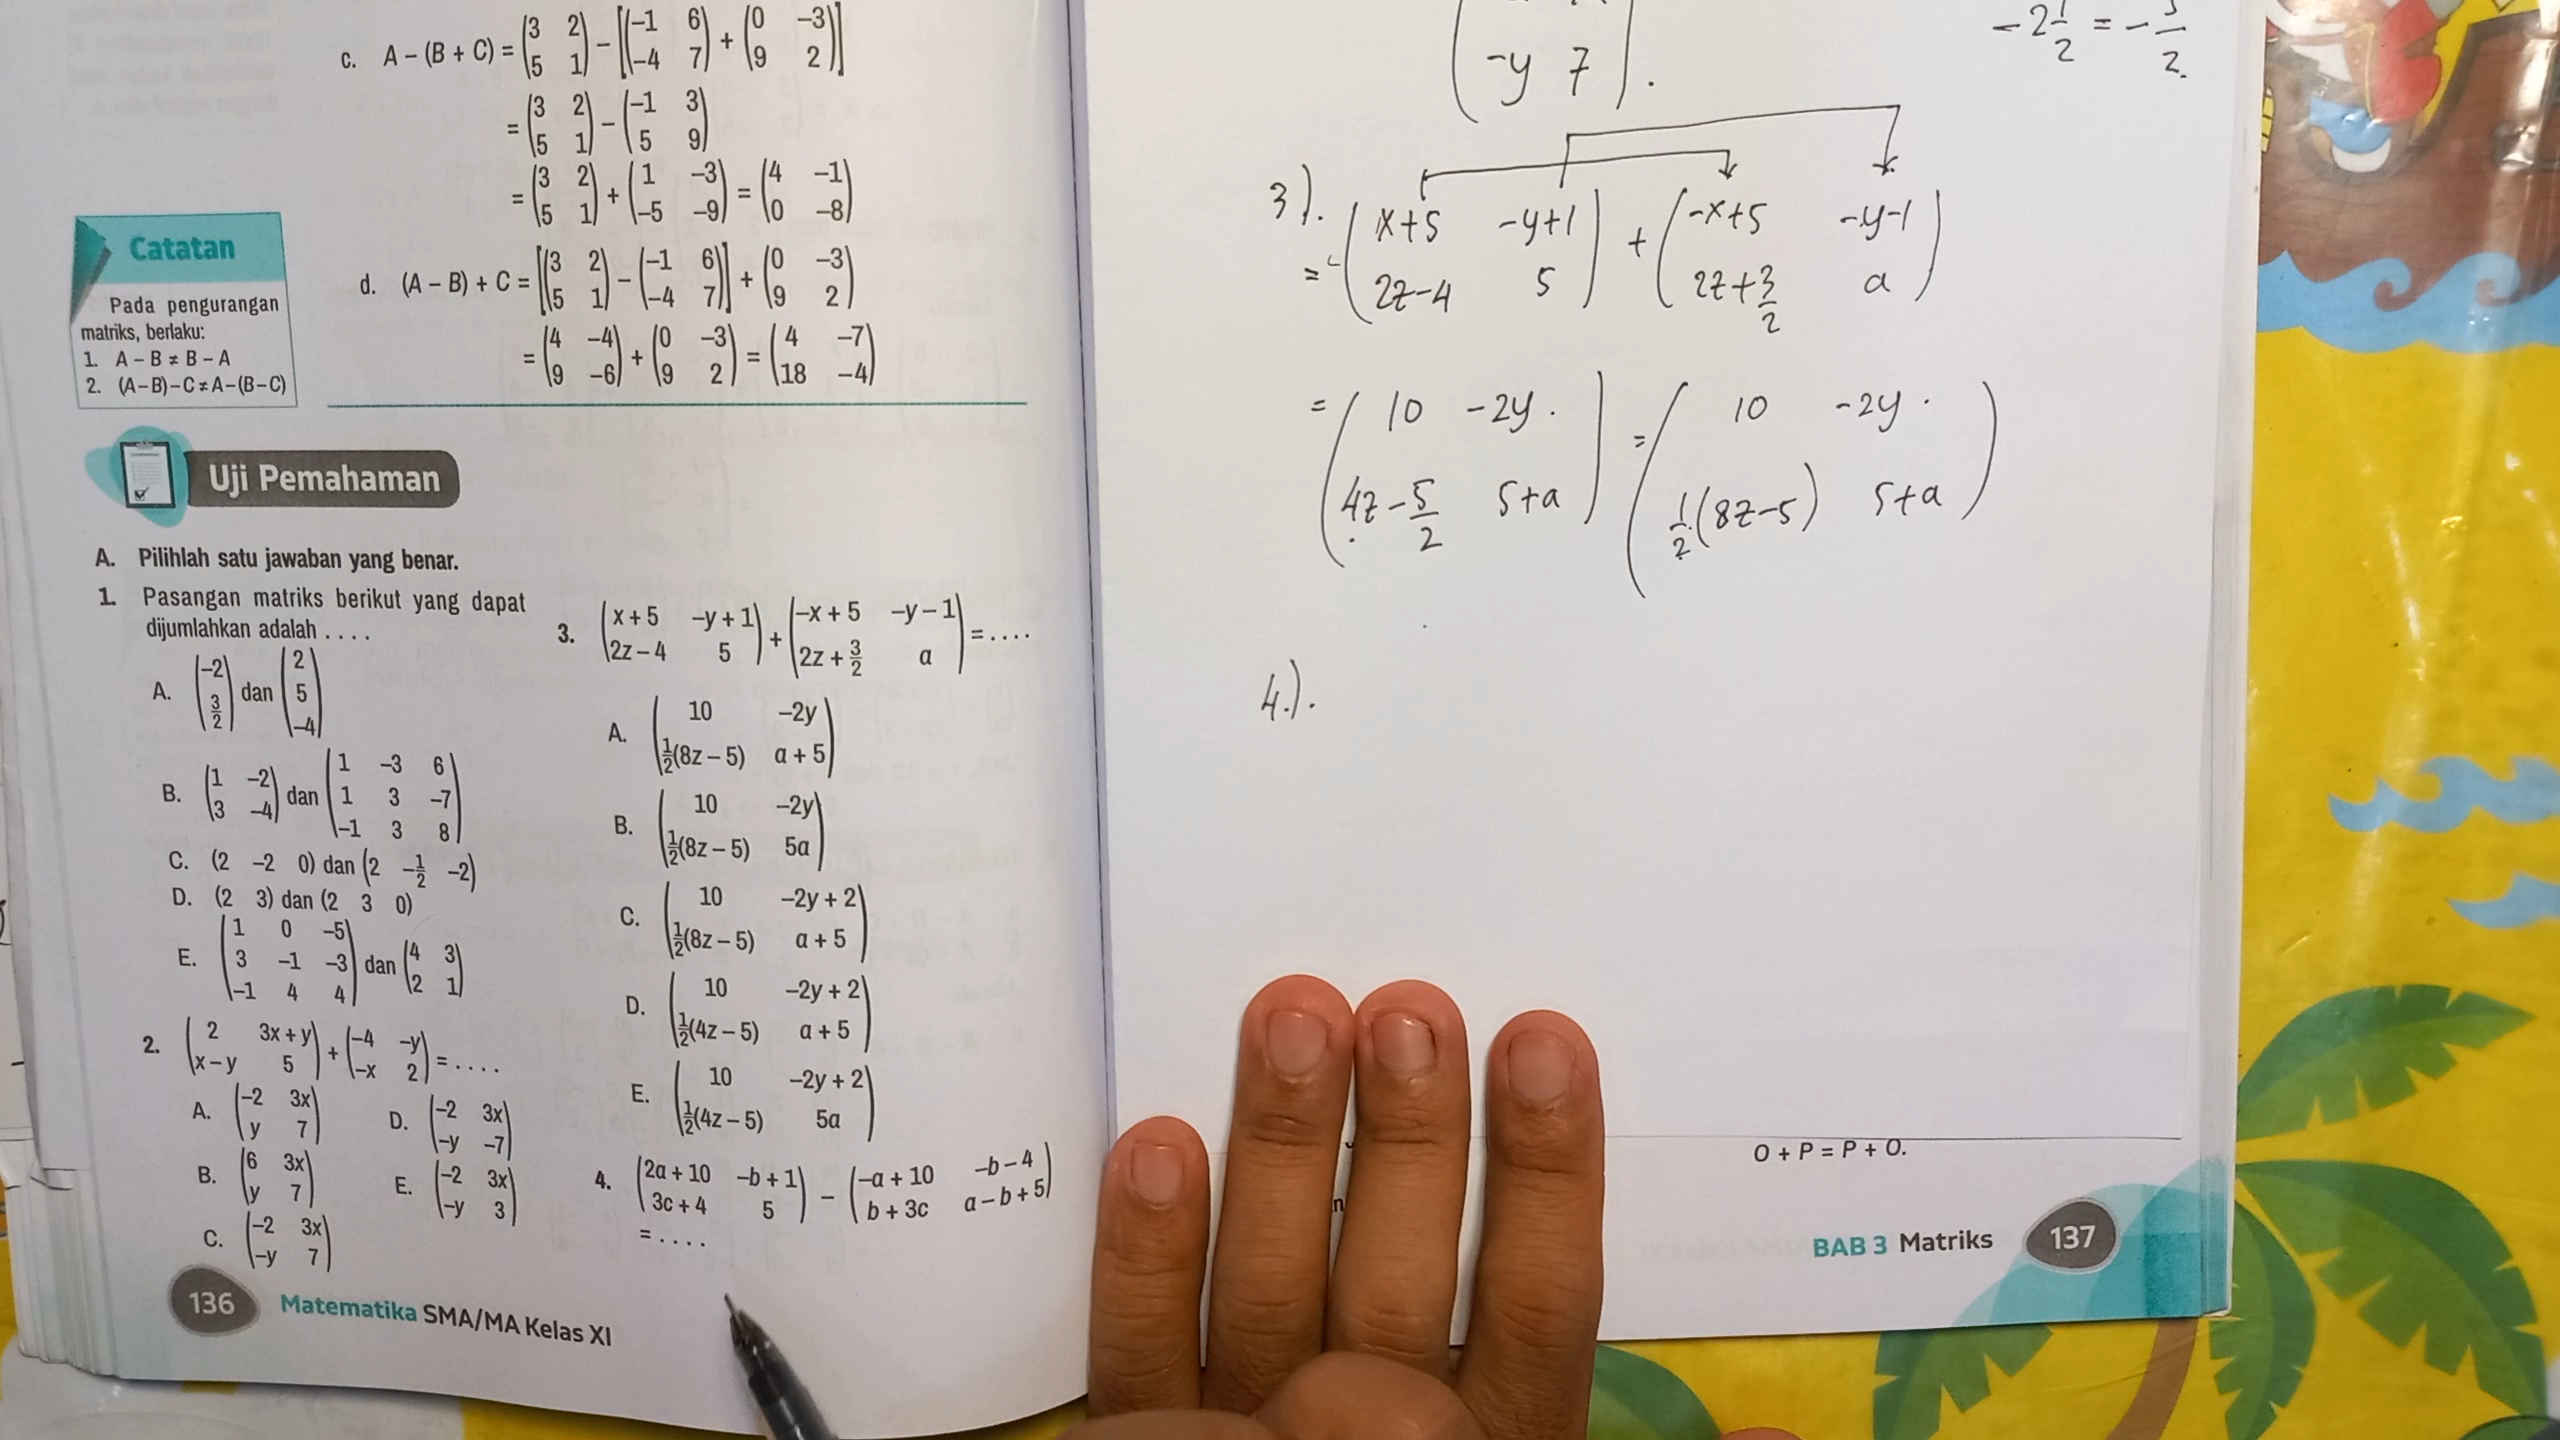 c. A – (B + C) = (3 2
5 1) – [(–1 6
–4 7) + (0 –3
9 2)]
= (3 2
5 1) – (–1 3
5 9)
= (3 2
5 1) + (1 –3
–5 –9) = (4 –1
0 –8)
d. (A – B) + C = [(3 2
5 1) – (–1 6
–4 7)] + (0 –3
9 2)
= (4 –4
9 –6) + (0 –3
9 2) = (4 –7
18 –4)
Catatan
Pada pengurangan
matriks, berlaku:
1. A – B ≠ B – A
2. (A–B)–C≠A–(B–C)
Uji Pemahaman
A. Pilihlah satu jawaban yang benar.
1. Pasangan matriks berikut yang dapat
dijumlahkan adalah . . . .
A. (–2
3/2) dan (2
5
–4)
B. (1 –2
3 –4) dan (1 –3 6
1 3 –7
–1 3 8)
C. (2 –2 0) dan (2 –1/2 –2)
D. (2 3) dan (2 3 0)
E. (1 0 –5
3 –1 –3
–1 4 4) dan (4 3
2 1)
2. (2 3x + y
x – y 5) + (–4 –y
–x 2) = . . . .
A. (–2 3x
y 7)
B. (6 3x
y 7)
C. (–2 3x
–y 7)
D. (–2 3x
–y –7)
E. (–2 3x
–y 3)
3. (x + 5 –y + 1
2z – 4 5) + (–x + 5 –y – 1
2z + 3/2 a) = . . . .
A. (10 –2y
1/2(8z – 5) a + 5)
B. (10 –2y
1/2(8z – 5) 5a)
C. (10 –2y + 2
1/2(8z – 5) a + 5)
D. (10 –2y + 2
1/2(4z – 5) a + 5)
E. (10 –2y + 2
1/2(4z – 5) 5a)
4. (2a + 10 –b + 1
3c + 4 5) – (–a + 10 –b – 4
b + 3c a – b + 5)
= . . . .
136 Matematika SMA/MA Kelas XI
-y 7) .
-2 1/2 = -
2
3).
= (x+5 -y+1
2z-4 5) + (-x+5 -y-1
2z+3/2 a)
= (10 -2y .
4z-5/2 5+a) = (10 -2y .
1/2(8z-5) 5+a)
4).
O + P = P + O.
BAB 3 Matriks 137